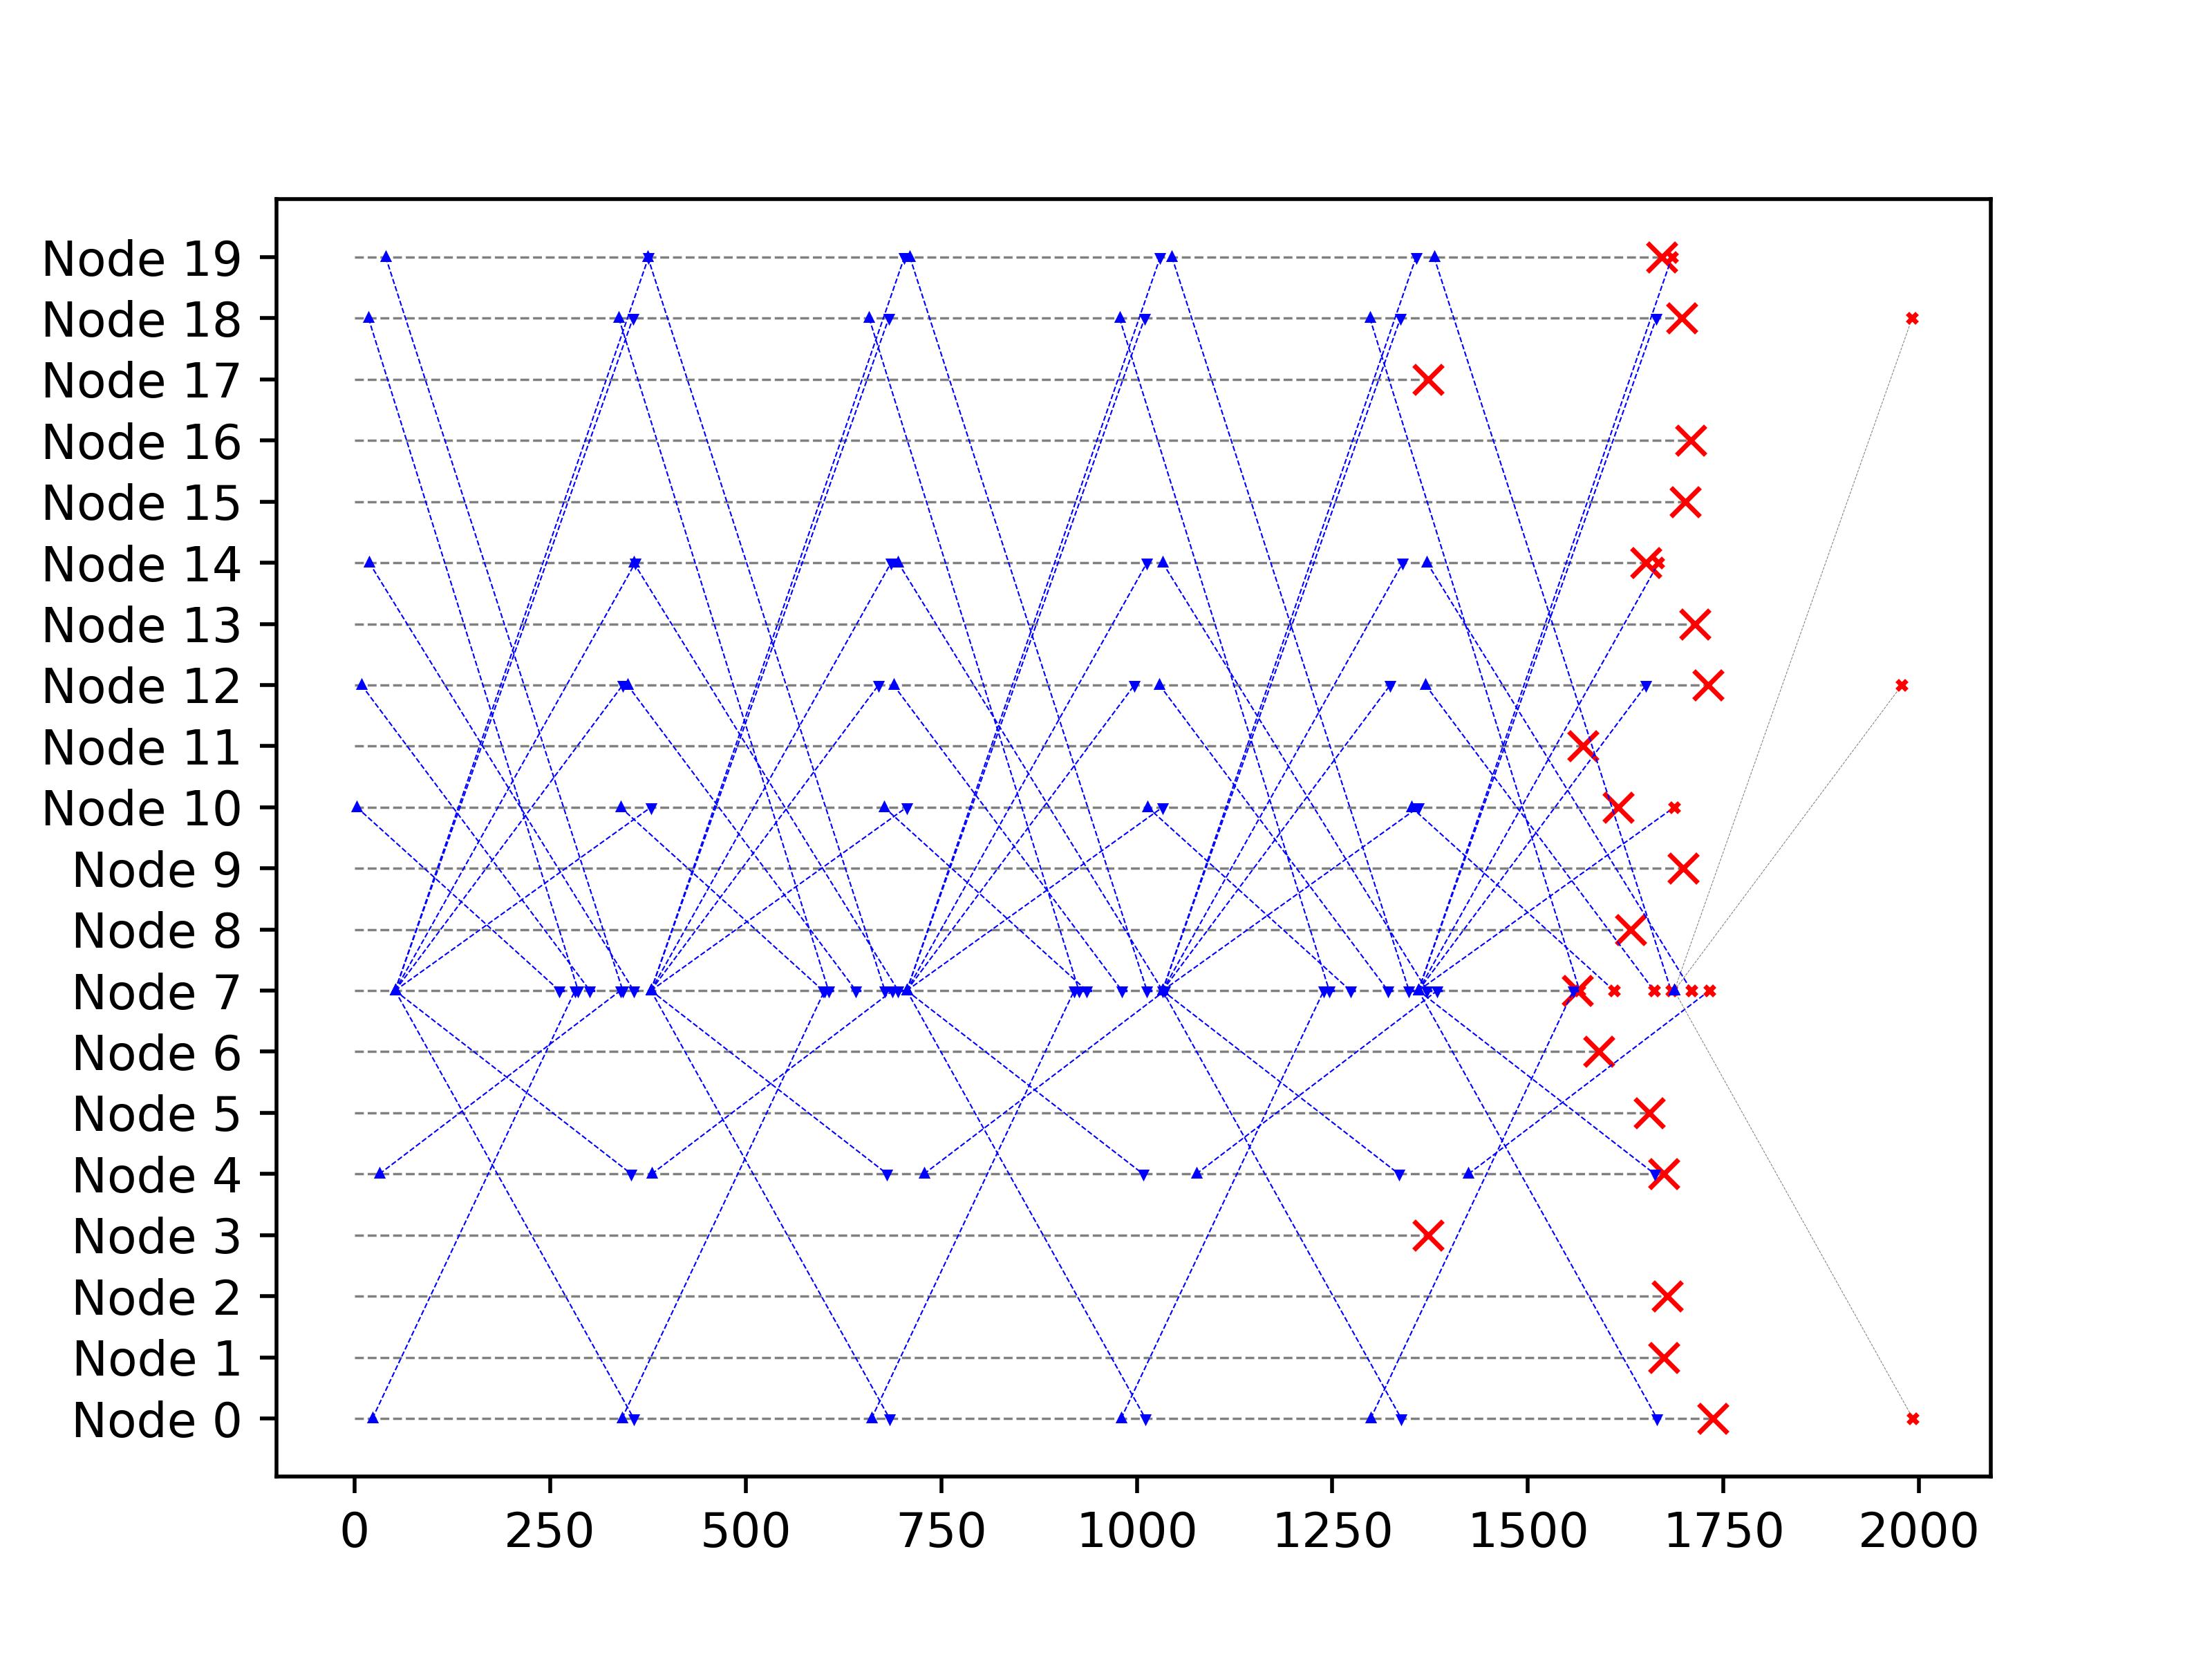 Node 19
Node 18
Node 17
Node 16
Node 15
Node 14
Node 13
Node 12
Node 11
Node 10
Node 9
Node 8
Node 7
Node 6
Node 5
Node 4
Node 3
Node 2
Node 1
Node 0
0 250 500 750 1000 1250 1500 1750 2000